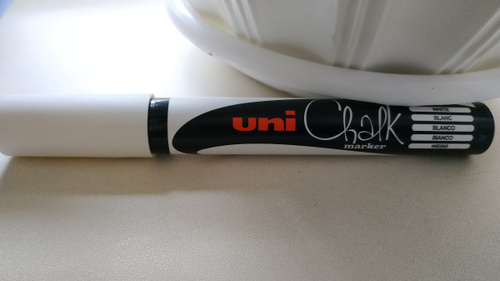 uni Chalk
marker
WHITE
BLANC
BLANCO
BIANCO
WEISS